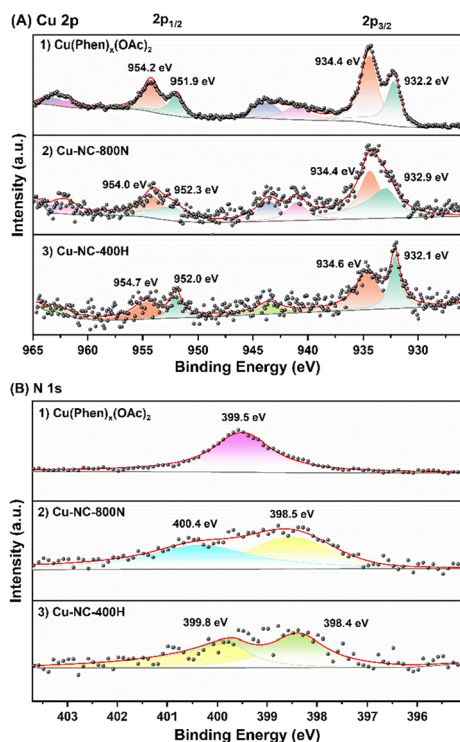 (A) Cu 2p 2p1/2 2p3/2
1) Cu(Phen)x(OAc)2
954.2 eV 951.9 eV 934.4 eV 932.2 eV
2) Cu-NC-800N
954.0 eV 952.3 eV 934.4 eV 932.9 eV
3) Cu-NC-400H
954.7 eV 952.0 eV 934.6 eV 932.1 eV
Intensity (a.u.)
965 960 955 950 945 940 935 930
Binding Energy (eV)
(B) N 1s
1) Cu(Phen)x(OAc)2
399.5 eV
2) Cu-NC-800N
400.4 eV 398.5 eV
3) Cu-NC-400H
399.8 eV 398.4 eV
Intensity (a.u.)
403 402 401 400 399 398 397 396
Binding Energy (eV)